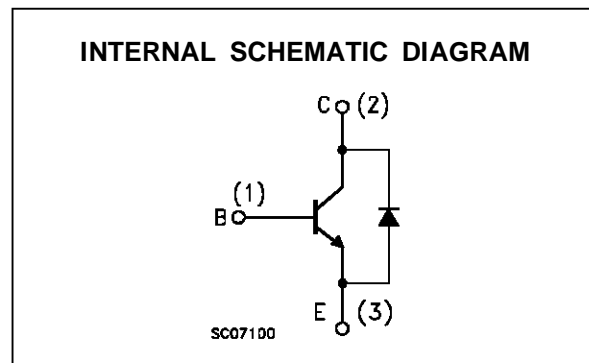 INTERNAL SCHEMATIC DIAGRAM
C (2)
(1)
B
E (3)
SC07100